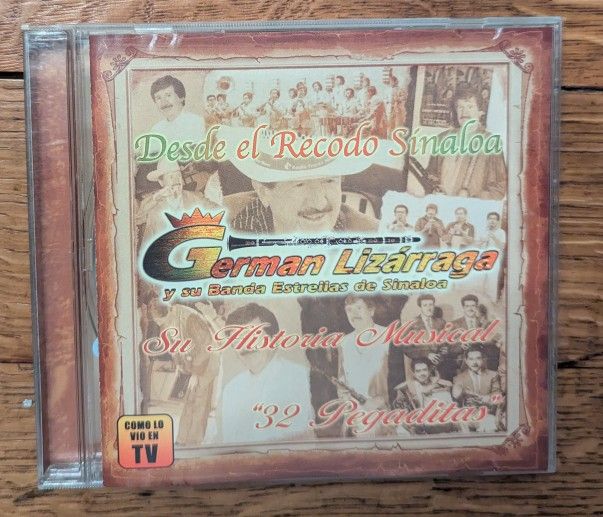 Desde el Recodo Sinaloa
German Lizárraga
y su Banda Estrellas de Sinaloa
Su Historia Musical
"32 Pegaditas"
COMO LO
VIO EN
TV